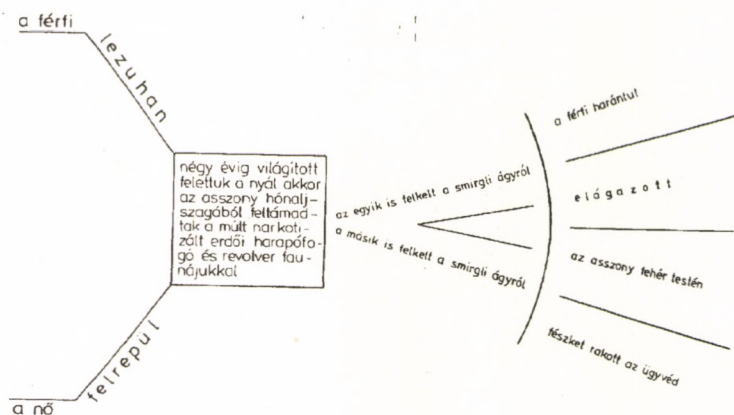 a férfi
lezuhan
négy évig világított
felettük a nyál akkor
az asszony hónalj-
szagából feltámad-
tak a múlt narkoti-
zált erdői harapófo-
gó és revolver fau-
nájukkal
felrepül
a nő
az egyik is felkelt a smirgli ágyról
a másik is felkelt a smirgli ágyról
a férfi harántul
elágazott
az asszony fehér testén
fészket rakott az ügyvéd